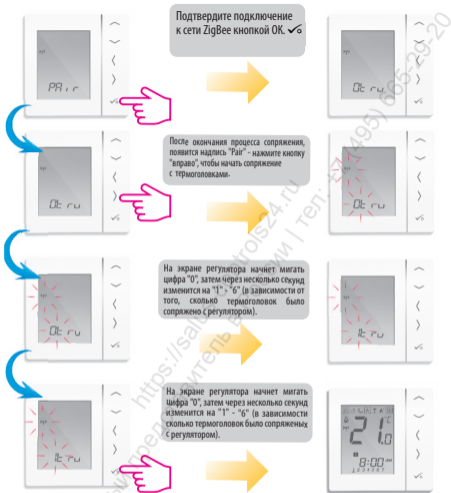 Подтвердите подключение
к сети ZigBee кнопкой OK.
PAir
0t ru
После окончания процесса сопряжения,
появится надпись "Pair" - нажмите кнопку
"вправо", чтобы начать сопряжение
с термоголовками.
0t ru
0t ru
На экране регулятора начнет мигать
цифра "0", затем через несколько секунд
изменится на "1" - "6" (в зависимости от
того, сколько термоголовок было
сопряжено с регулятором).
0t ru
1t ru
На экране регулятора начнет мигать
цифра "0", затем через несколько секунд
изменится на "1" - "6" (в зависимости
сколько термоголовок было сопряженных
с регулятором).
1t ru
21.0
8:00